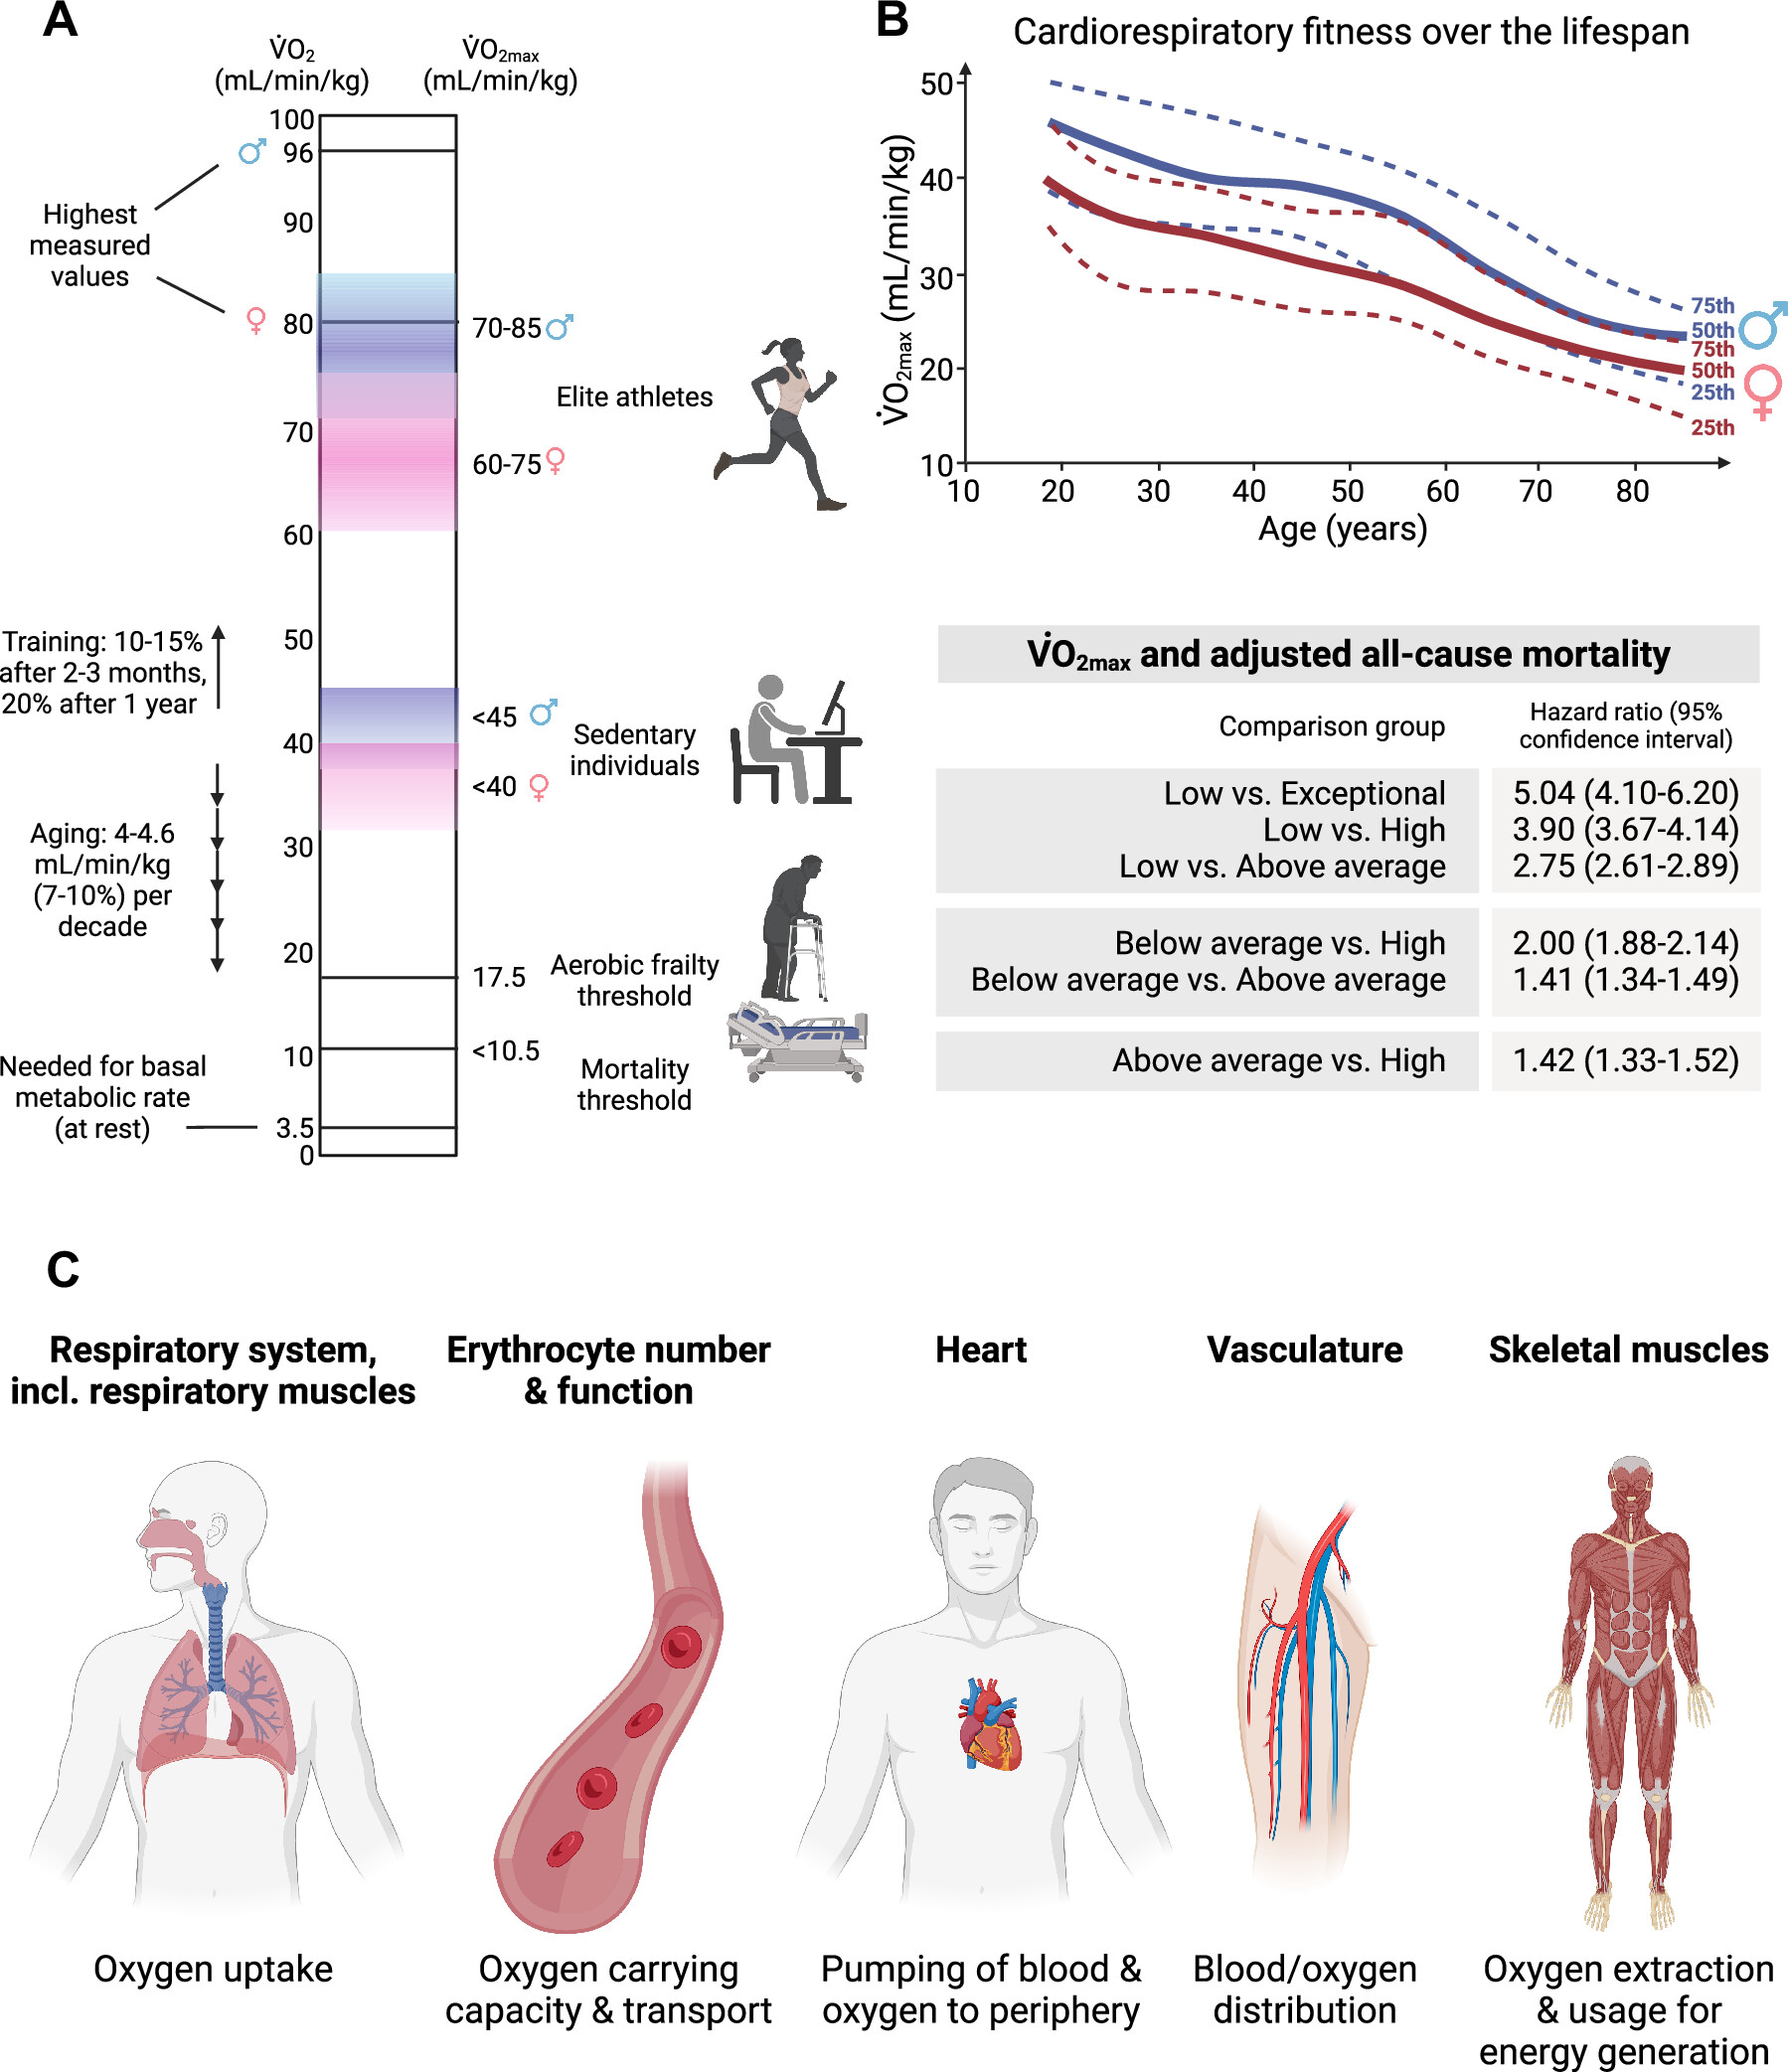 A
V̇O₂
(mL/min/kg)
V̇O₂max
(mL/min/kg)
100
96
90
80
70
60
50
40
30
20
10
3.5
0
Highest
measured
values
♂
♀
Training: 10-15%
after 2-3 months,
20% after 1 year
Aging: 4-4.6
mL/min/kg
(7-10%) per
decade
Needed for basal
metabolic rate
(at rest)
70-85♂
Elite athletes
60-75♀
<45 ♂
Sedentary
individuals
<40 ♀
17.5
Aerobic frailty
threshold
<10.5
Mortality
threshold
B
Cardiorespiratory fitness over the lifespan
V̇O₂max (mL/min/kg)
50
40
30
20
10
10 20 30 40 50 60 70 80
Age (years)
75th
50th
♂
75th
50th
25th
♀
25th
V̇O₂max and adjusted all-cause mortality
Comparison group
Hazard ratio (95%
confidence interval)
Low vs. Exceptional 5.04 (4.10-6.20)
Low vs. High 3.90 (3.67-4.14)
Low vs. Above average 2.75 (2.61-2.89)
Below average vs. High 2.00 (1.88-2.14)
Below average vs. Above average 1.41 (1.34-1.49)
Above average vs. High 1.42 (1.33-1.52)
C
Respiratory system,
incl. respiratory muscles
Erythrocyte number
& function
Heart
Vasculature
Skeletal muscles
Oxygen uptake
Oxygen carrying
capacity & transport
Pumping of blood &
oxygen to periphery
Blood/oxygen
distribution
Oxygen extraction
& usage for
energy generation